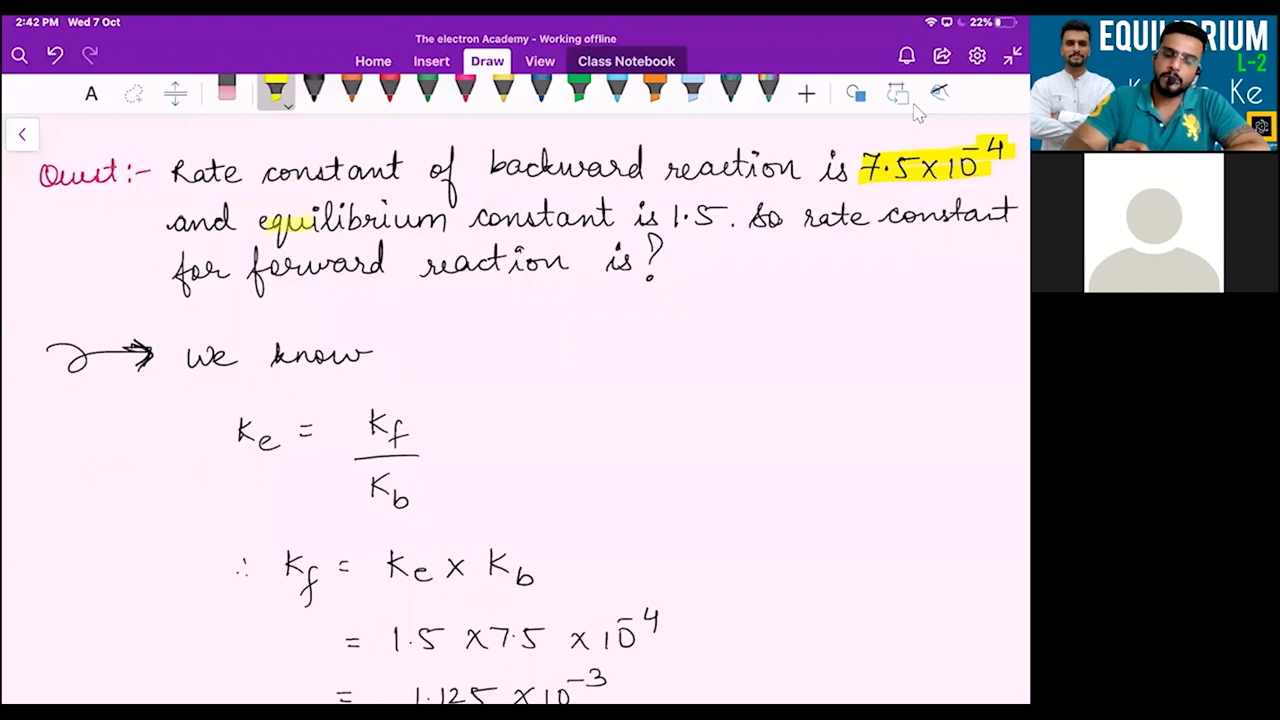 2:42 PM Wed 7 Oct
22%
The electron Academy - Working offline
Home Insert Draw View Class Notebook
EQUILIBRIUM
L-2
Ke
A
Quest:- Rate constant of backward reaction is 7.5 x 10^-4
and equilibrium constant is 1.5. So rate constant
for forward reaction is?
We know
Ke = Kf
Kb
∴ Kf = Ke x Kb
= 1.5 x 7.5 x 10^-4
= 1.125 x 10^-3